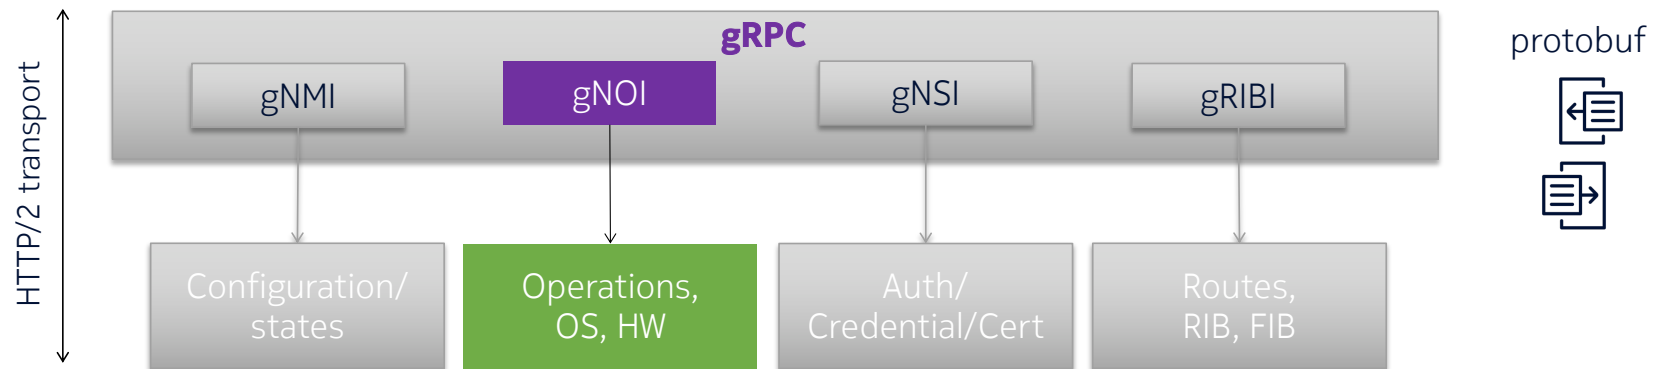 gRPC
protobuf
HTTP/2 transport
gNMI
gNOI
gNSI
gRIBI
Configuration/
states
Operations,
OS, HW
Auth/
Credential/Cert
Routes,
RIB, FIB